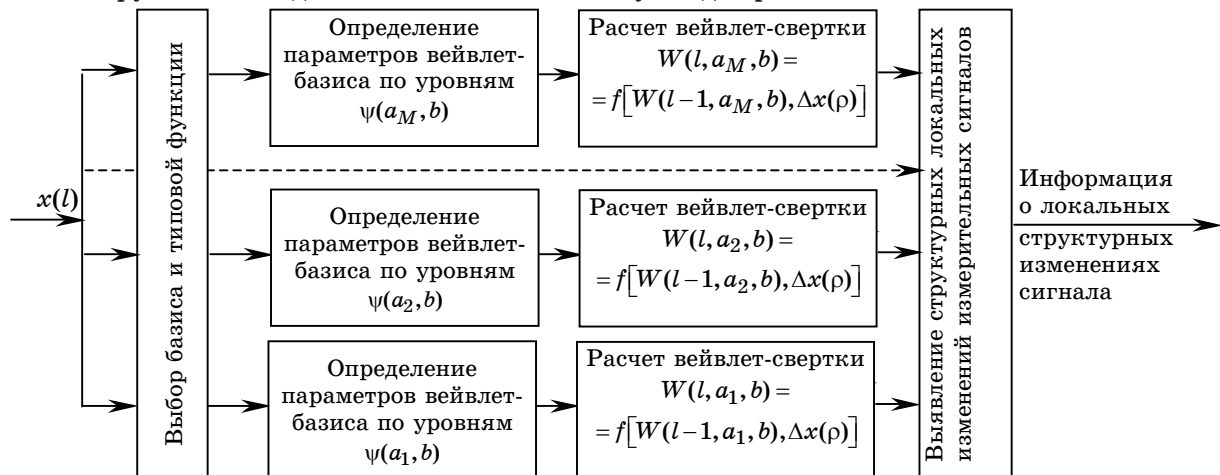 x(l)
Выбор базиса и типовой функции
Определение
параметров вейвлет-
базиса по уровням
ψ(a_M, b)
Расчет вейвлет-свертки
W(l, a_M, b) =
= f[W(l−1, a_M, b), Δx(ρ)]
Определение
параметров вейвлет-
базиса по уровням
ψ(a_2, b)
Расчет вейвлет-свертки
W(l, a_2, b) =
= f[W(l−1, a_2, b), Δx(ρ)]
Определение
параметров вейвлет-
базиса по уровням
ψ(a_1, b)
Расчет вейвлет-свертки
W(l, a_1, b) =
= f[W(l−1, a_1, b), Δx(ρ)]
Выявление структурных локальных
изменений измерительных сигналов
Информация
о локальных
структурных
изменениях
сигнала